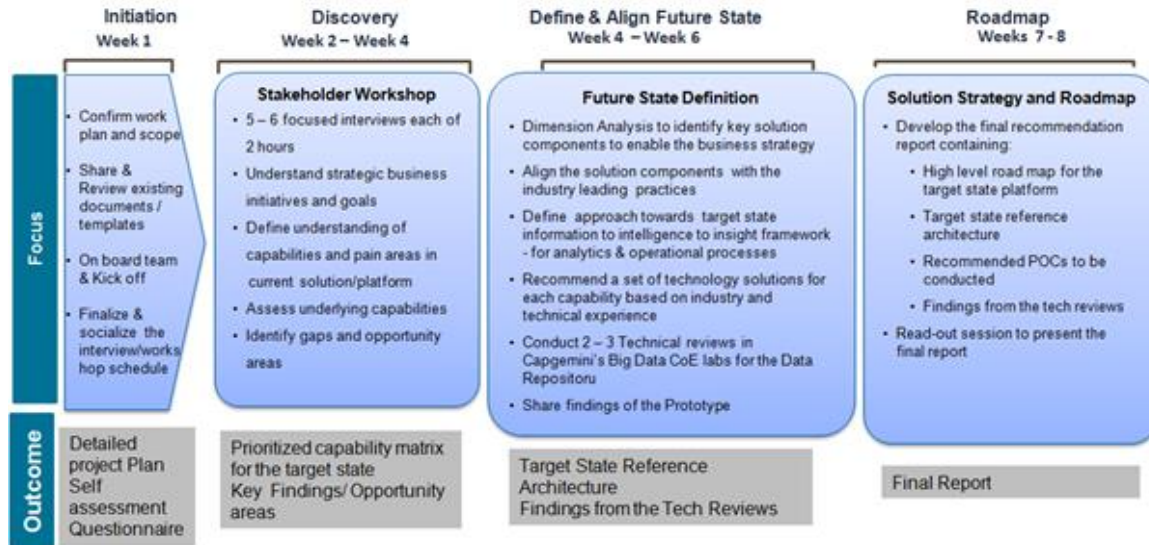 Initiation
Week 1
Discovery
Week 2 – Week 4
Define & Align Future State
Week 4 – Week 6
Roadmap
Weeks 7 - 8
Focus
• Confirm work
plan and scope
• Share &
Review existing
documents /
templates
• On board team
& Kick off
• Finalize &
socialize the
interview/works
hop schedule
Stakeholder Workshop
• 5 – 6 focused interviews each of
2 hours
• Understand strategic business
initiatives and goals
• Define understanding of
capabilities and pain areas in
current solution/platform
• Assess underlying capabilities
• Identify gaps and opportunity
areas
Future State Definition
• Dimension Analysis to identify key solution
components to enable the business strategy
• Align the solution components with the
industry leading practices
• Define approach towards target state
information to intelligence to insight framework
- for analytics & operational processes
• Recommend a set of technology solutions for
each capability based on industry and
technical experience
• Conduct 2 – 3 Technical reviews in
Capgemini's Big Data CoE labs for the Data
Repositoru
• Share findings of the Prototype
Solution Strategy and Roadmap
• Develop the final recommendation
report containing:
• High level road map for the
target state platform
• Target state reference
architecture
• Recommended POCs to be
conducted
• Findings from the tech reviews
• Read-out session to present the
final report
Outcome
Detailed
project Plan
Self
assessment
Questionnaire
Prioritized capability matrix
for the target state
Key Findings/ Opportunity
areas
Target State Reference
Architecture
Findings from the Tech Reviews
Final Report